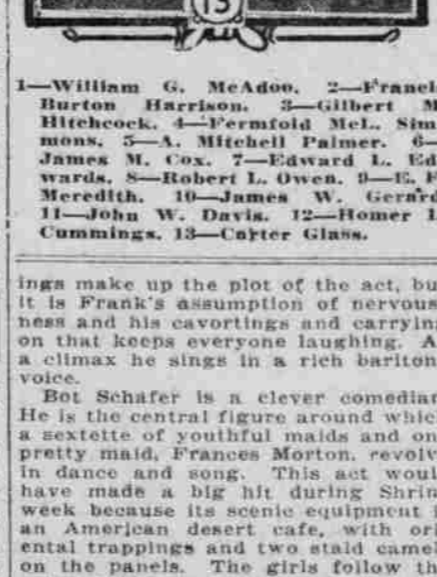 13
1—William G. McAdoo. 2—Franci
Burton Harrison. 3—Gilbert M
Hitchcock. 4—Fermfold McL. Sim
mons. 5—A. Mitchell Palmer. 6—
James M. Cox. 7—Edward L. Ed
wards. 8—Robert L. Owen. 9—E. F
Meredith. 10—James W. Gerard
11—John W. Davis. 12—Homer
Cummings. 13—Carter Glass.
ings make up the plot of the act, bu
it is Frank's assumption of nervous
ness and his cavortings and carryin
on that keeps everyone laughing. A
a climax he sings in a rich bariton
voice.
Bot Schafer is a clever comedian
He is the central figure around whic
a sextette of youthful maids and on
pretty maid, Frances Morton, revolv
in dance and song. This act woul
have made a big hit during Shrin
week because its scenic equipment i
an American desert cafe, with ori
ental trappings and two staid camel
on the panels. The girls follow th